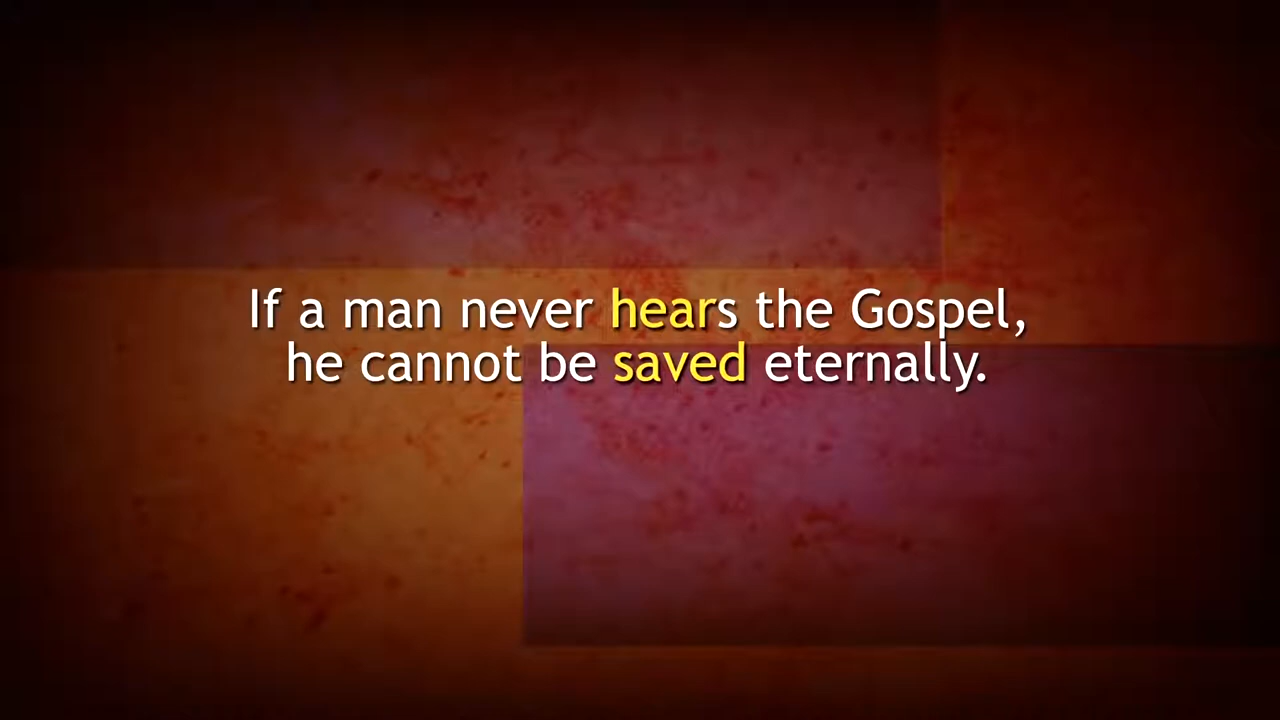 If a man never hears the Gospel,
he cannot be saved eternally.